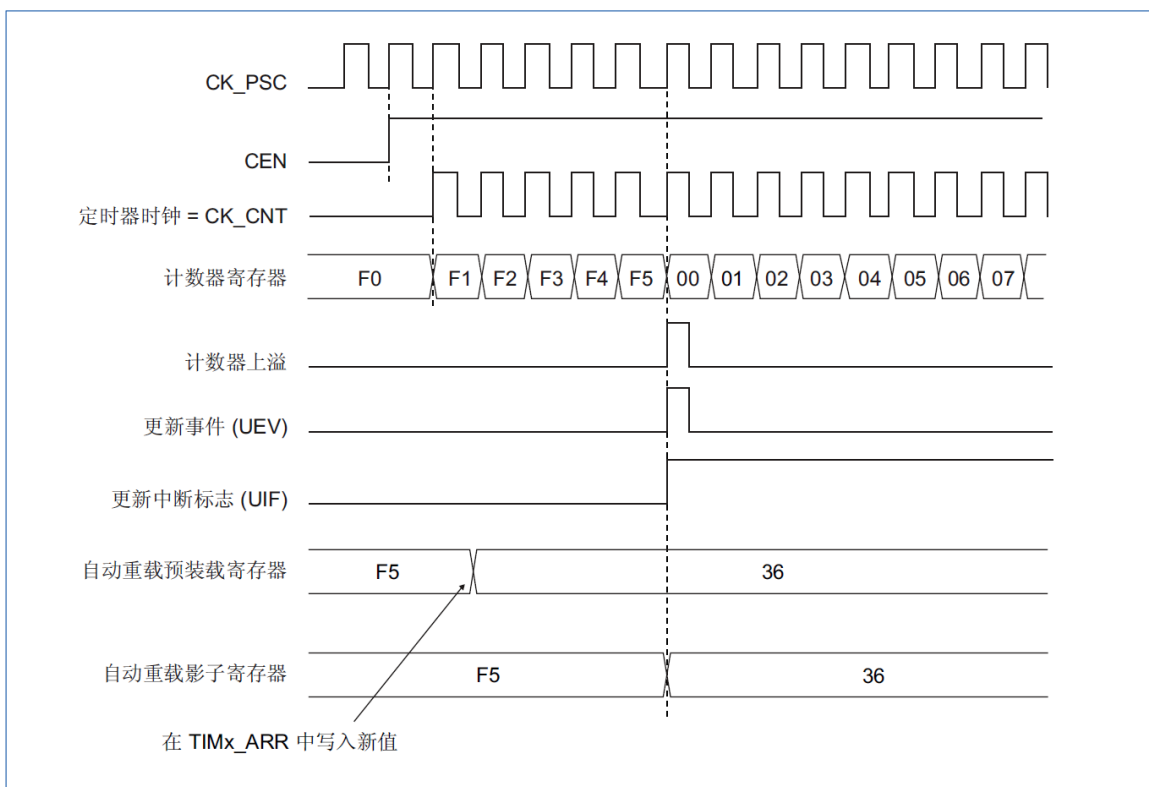 CK_PSC
CEN
定时器时钟 = CK_CNT
计数器寄存器 F0 F1 F2 F3 F4 F5 00 01 02 03 04 05 06 07
计数器上溢
更新事件 (UEV)
更新中断标志 (UIF)
自动重载预装载寄存器 F5 36
自动重载影子寄存器 F5 36
在 TIMx_ARR 中写入新值